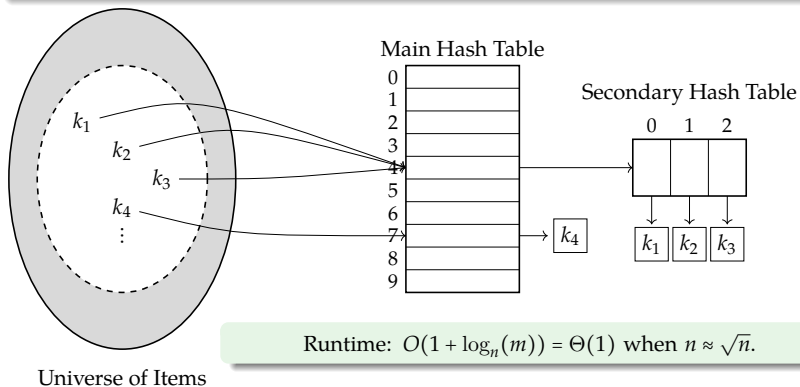 Main Hash Table
Secondary Hash Table
0
1
2
3
4
5
6
7
8
9
0 1 2
k₁
k₂
k₃
k₄
⋮
k₄
k₁ k₂ k₃
Runtime: O(1 + logₙ(m)) = Θ(1) when n ≈ √n.
Universe of Items